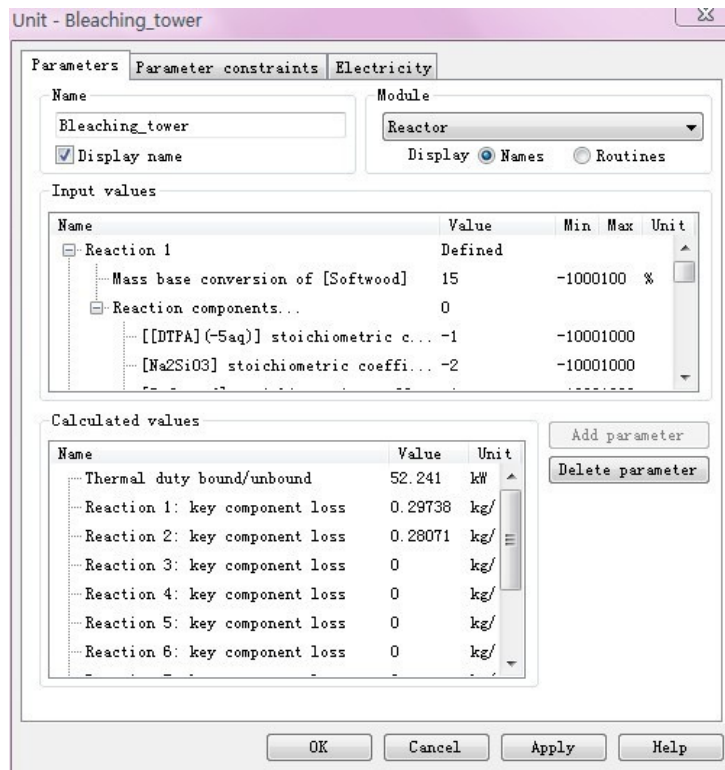 Unit - Bleaching_tower
Parameters Parameter constraints Electricity
Name
Bleaching_tower
Display name
Module
Reactor
Display Names Routines
Input values
Name Value Min Max Unit
Reaction 1 Defined
Mass base conversion of [Softwood] 15 -1000100 %
Reaction components... 0
[[DTPA](-5aq)] stoichiometric c... -1 -10001000
[Na2SiO3] stoichiometric coeffi... -2 -10001000
Calculated values
Name Value Unit
Thermal duty bound/unbound 52.241 kW
Reaction 1: key component loss 0.29738 kg/
Reaction 2: key component loss 0.28071 kg/
Reaction 3: key component loss 0 kg/
Reaction 4: key component loss 0 kg/
Reaction 5: key component loss 0 kg/
Reaction 6: key component loss 0 kg/
Add parameter
Delete parameter
OK Cancel Apply Help